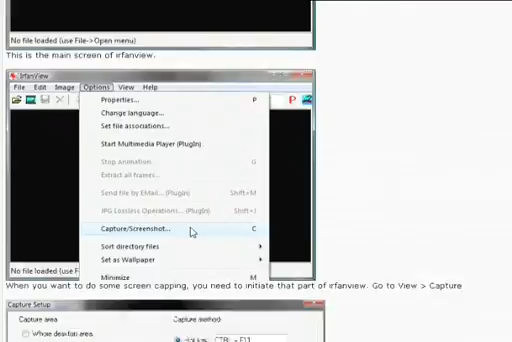 No file loaded (use File->Open menu)
This is the main screen of irfanview.
IrfanView
File Edit Image Options View Help
Properties... P
Change language...
Set file associations...
Start Multimedia Player (PlugIn)
Stop Animation G
Extract all frames...
Send file by EMail... (PlugIn) Shift+M
JPG Lossless Operations... (PlugIn) Shift+J
Capture/Screenshot... C
Sort directory files
Set as Wallpaper
Minimize M
No file loaded (use F
When you want to do some screen capping, you need to initiate that part of irfanview. Go to View > Capture
Capture Setup
Capture area Capture method:
Whole desktop area
CTRL + F11